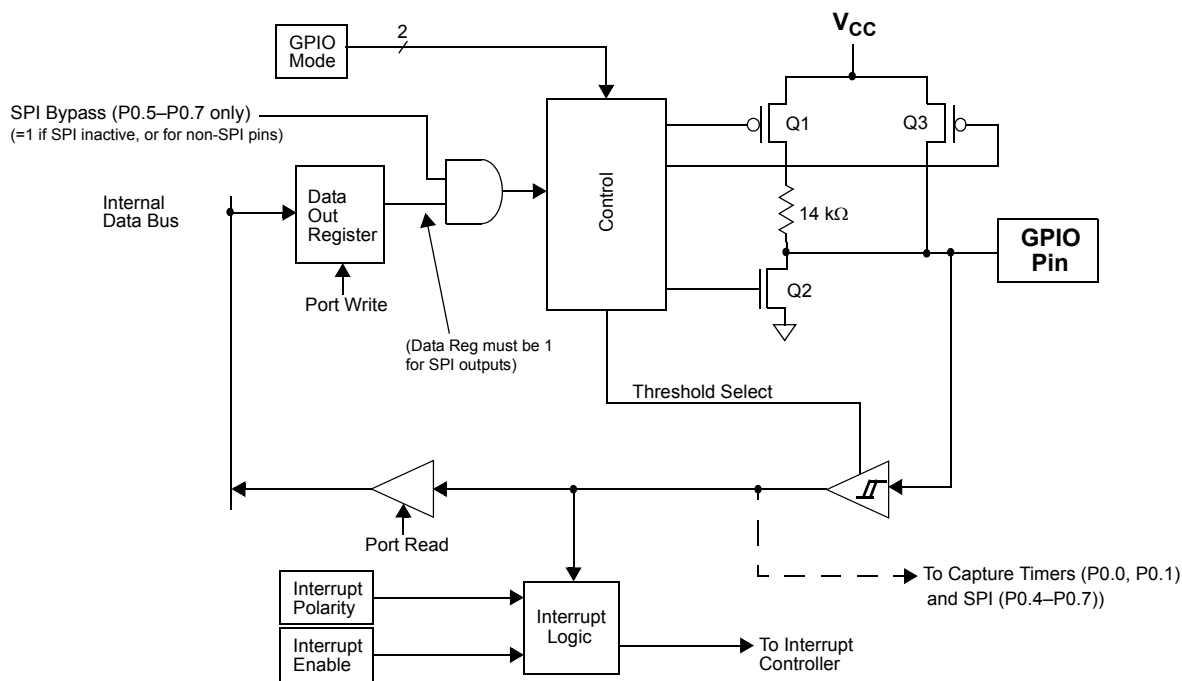 VCC
GPIO
Mode
2
SPI Bypass (P0.5–P0.7 only)
(=1 if SPI inactive, or for non-SPI pins)
Q1
Q3
Internal
Data Bus
Data
Out
Register
Control
14 kΩ
GPIO
Pin
Port Write
Q2
(Data Reg must be 1
for SPI outputs)
Threshold Select
Port Read
To Capture Timers (P0.0, P0.1)
and SPI (P0.4–P0.7))
Interrupt
Polarity
Interrupt
Logic
Interrupt
Enable
To Interrupt
Controller